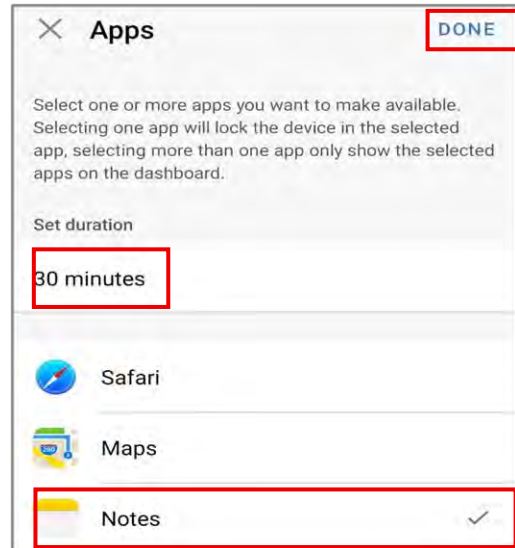 Apps
DONE
Select one or more apps you want to make available.
Selecting one app will lock the device in the selected
app, selecting more than one app only show the selected
apps on the dashboard.
Set duration
30 minutes
Safari
280
Maps
Notes